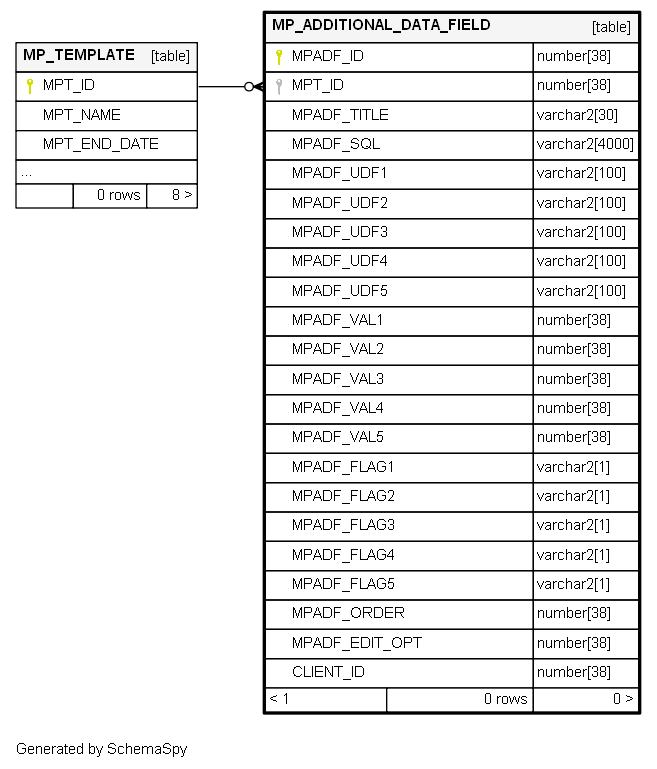 MP_TEMPLATE [table]
MPT_ID
MPT_NAME
MPT_END_DATE
...
0 rows 8 >
MP_ADDITIONAL_DATA_FIELD [table]
MPADF_ID number[38]
MPT_ID number[38]
MPADF_TITLE varchar2[30]
MPADF_SQL varchar2[4000]
MPADF_UDF1 varchar2[100]
MPADF_UDF2 varchar2[100]
MPADF_UDF3 varchar2[100]
MPADF_UDF4 varchar2[100]
MPADF_UDF5 varchar2[100]
MPADF_VAL1 number[38]
MPADF_VAL2 number[38]
MPADF_VAL3 number[38]
MPADF_VAL4 number[38]
MPADF_VAL5 number[38]
MPADF_FLAG1 varchar2[1]
MPADF_FLAG2 varchar2[1]
MPADF_FLAG3 varchar2[1]
MPADF_FLAG4 varchar2[1]
MPADF_FLAG5 varchar2[1]
MPADF_ORDER number[38]
MPADF_EDIT_OPT number[38]
CLIENT_ID number[38]
< 1 0 rows 0 >
Generated by SchemaSpy